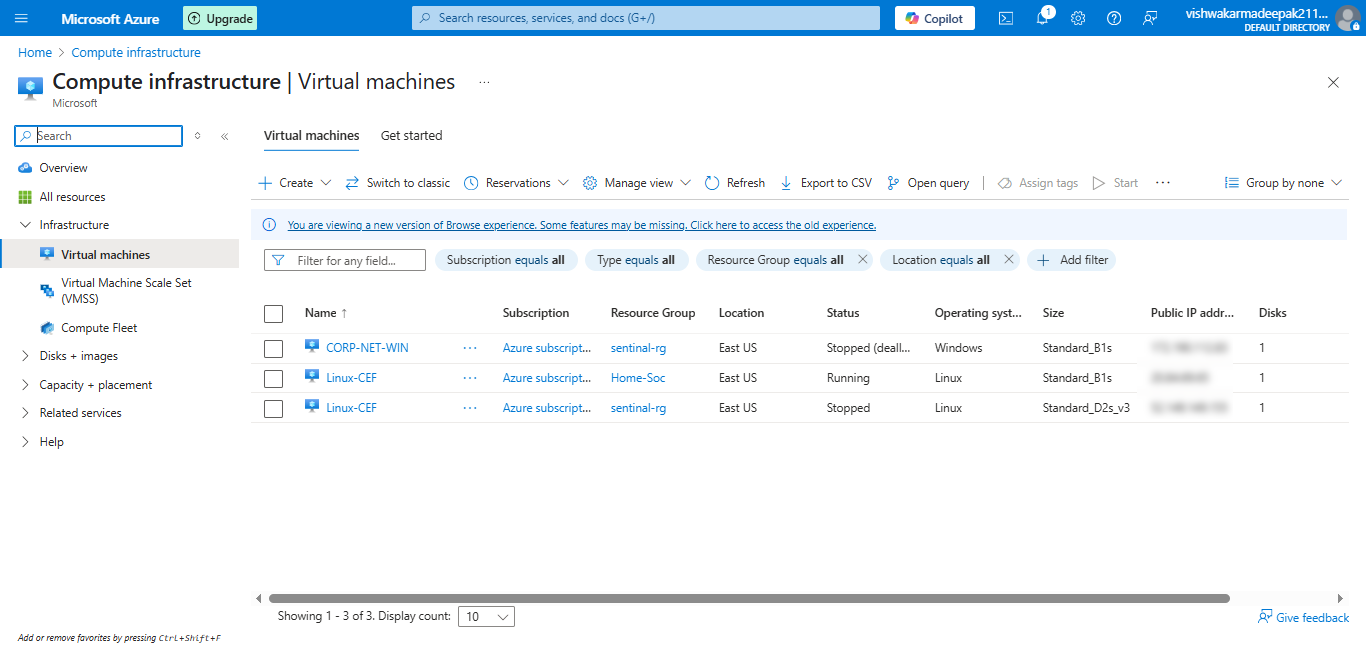 Microsoft Azure
Upgrade
Search resources, services, and docs (G+/)
Copilot
1
vishwakarmadeepak211...
DEFAULT DIRECTORY
Home > Compute infrastructure
Compute infrastructure | Virtual machines ...
Microsoft
Search
Overview
All resources
Infrastructure
Virtual machines
Virtual Machine Scale Set
(VMSS)
Compute Fleet
Disks + images
Capacity + placement
Related services
Help
Add or remove favorites by pressing Ctrl+Shift+F
Virtual machines Get started
Create Switch to classic Reservations Manage view Refresh Export to CSV Open query | Assign tags Start ... Group by none
You are viewing a new version of Browse experience. Some features may be missing. Click here to access the old experience.
Filter for any field... Subscription equals all Type equals all Resource Group equals all Location equals all Add filter
Name ↑ Subscription Resource Group Location Status Operating syst... Size Public IP addr... Disks
CORP-NET-WIN ... Azure subscript... sentinal-rg East US Stopped (deall... Windows Standard_B1s 1
Linux-CEF ... Azure subscript... Home-Soc East US Running Linux Standard_B1s 1
Linux-CEF ... Azure subscript... sentinal-rg East US Stopped Linux Standard_D2s_v3 1
Showing 1 - 3 of 3. Display count: 10
Give feedback